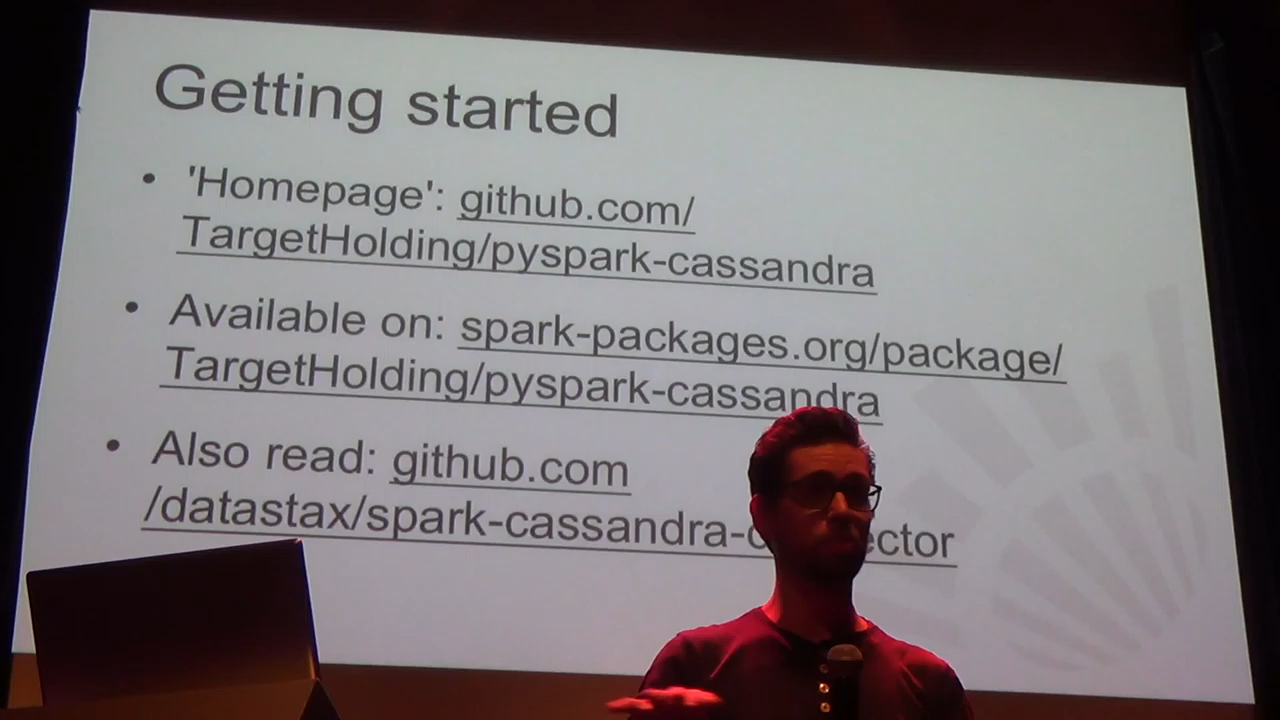 Getting started
• 'Homepage': github.com/
TargetHolding/pyspark-cassandra
• Available on: spark-packages.org/package/
TargetHolding/pyspark-cassandra
• Also read: github.com
/datastax/spark-cassandra-